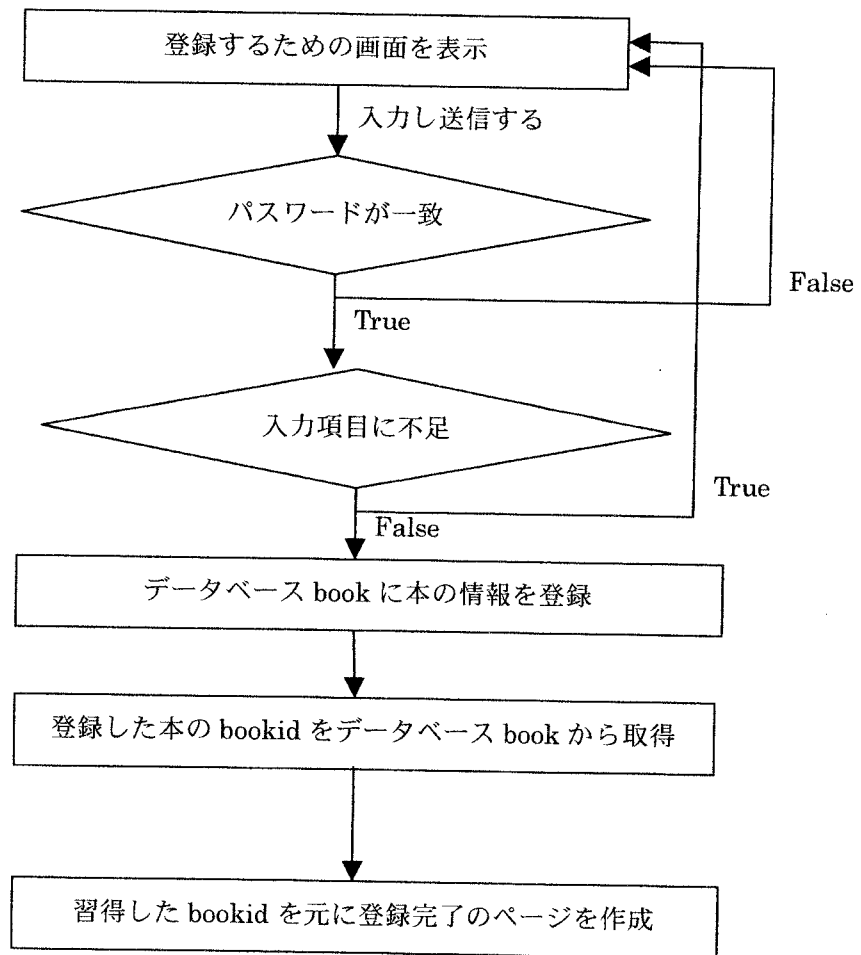 登録するための画面を表示
入力し送信する
パスワードが一致
False
True
入力項目に不足
True
False
データベース book に本の情報を登録
登録した本の bookid をデータベース book から取得
習得した bookid を元に登録完了のページを作成